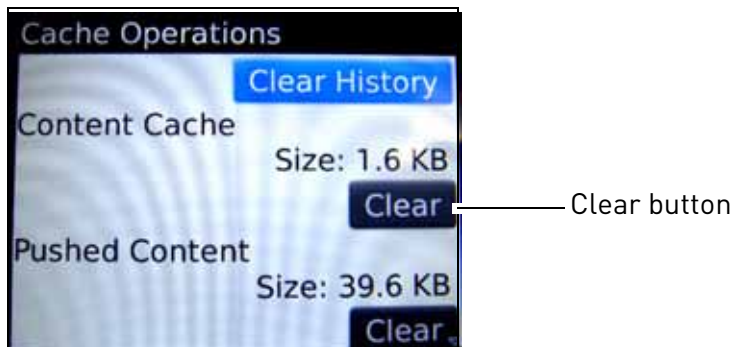 Cache Operations
Clear History
Content Cache
Size: 1.6 KB
Clear
Clear button
Pushed Content
Size: 39.6 KB
Clear